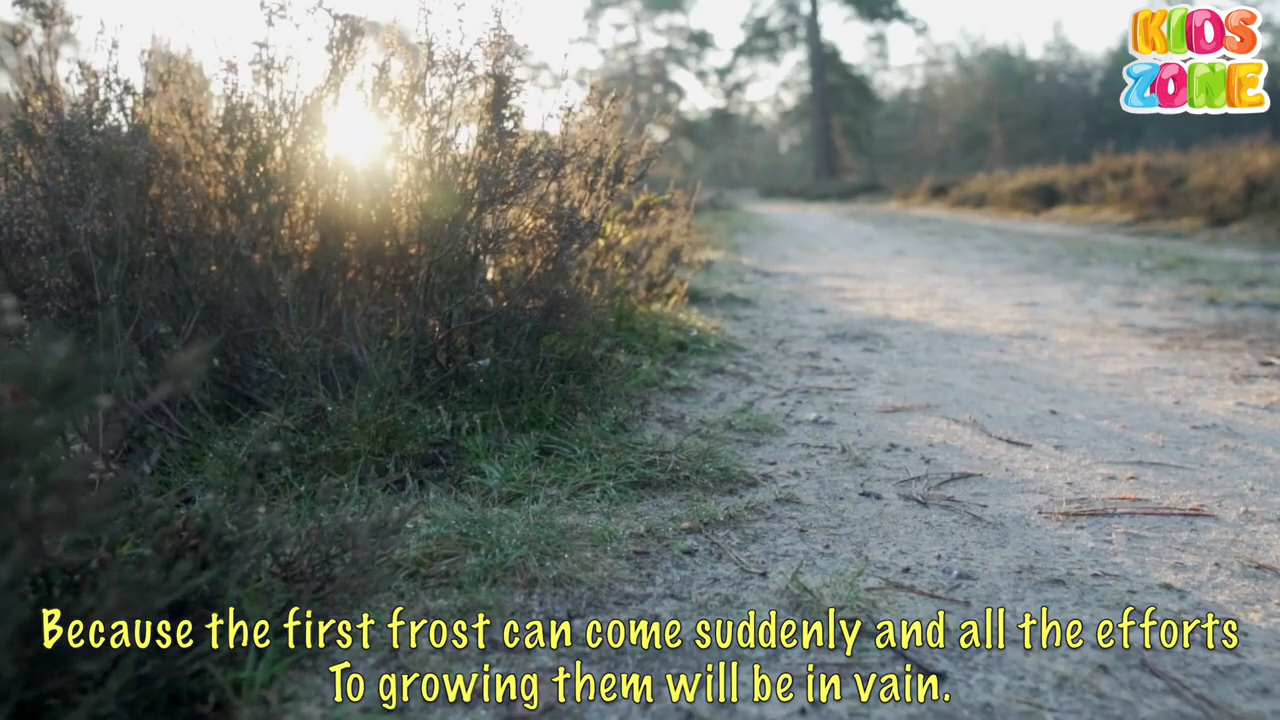 KIDS
ZONE
Because the first frost can come suddenly and all the efforts
To growing them will be in vain.